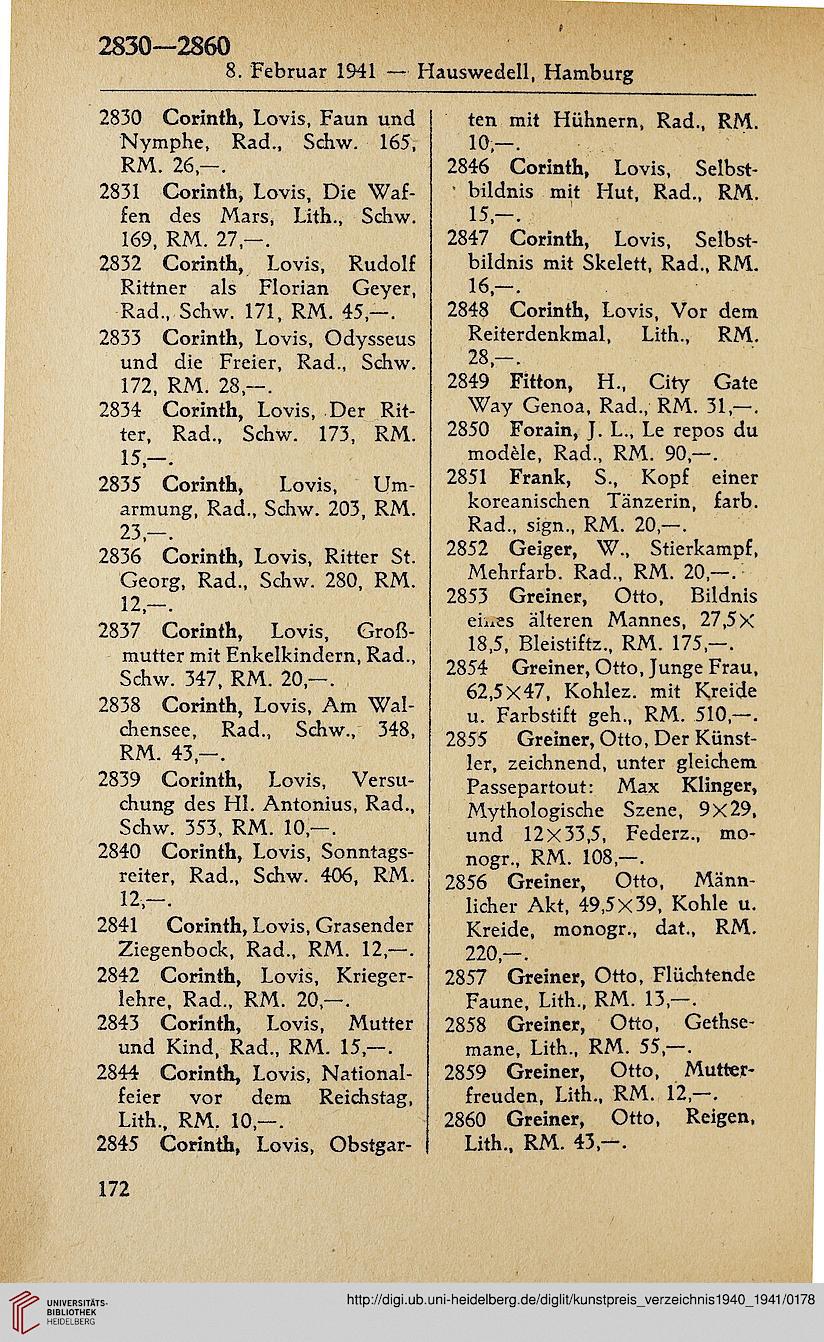 2830—2860
8. Februar 1941 — Hauswedell, Hamburg
2830 Corinth, Lovis, Faun und
Nymphe, Rad., Schw. 165,
RM. 26,—.
2831 Corinth, Lovis, Die Waf-
fen des Mars, Lith., Schw.
169, RM. 27,—.
2832 Corinth, Lovis, Rudolf
Rittner als Florian Geyer,
Rad., Schw. 171, RM. 45,—.
2833 Corinth, Lovis, Odysseus
und die Freier, Rad., Schw.
172, RM. 28,—.
2834 Corinth, Lovis, Der Rit-
ter, Rad., Schw. 173, RM.
15,—.
2835 Corinth, Lovis, Um-
armung, Rad., Schw. 203, RM.
23,—.
2836 Corinth, Lovis, Ritter St.
Georg, Rad., Schw. 280, RM.
12,—.
2837 Corinth, Lovis, Groß-
mutter mit Enkelkindern, Rad.,
Schw. 347, RM. 20,—.
2838 Corinth, Lovis, Am Wal-
chensee, Rad., Schw., 348,
RM. 43,—.
2839 Corinth, Lovis, Versu-
chung des Hl. Antonius, Rad.,
Schw. 353, RM. 10,—.
2840 Corinth, Lovis, Sonntags-
reiter, Rad., Schw. 406, RM.
12,—.
2841 Corinth, Lovis, Grasender
Ziegenbock, Rad., RM. 12,—.
2842 Corinth, Lovis, Krieger-
lehre, Rad., RM. 20,—.
2843 Corinth, Lovis, Mutter
und Kind, Rad., RM. 15,—.
2844 Corinth, Lovis, National-
feier vor dem Reichstag,
Lith., RM. 10,—.
2845 Corinth, Lovis, Obstgar-
ten mit Hühnern, Rad., RM.
10,—.
2846 Corinth, Lovis, Selbst-
bildnis mit Hut, Rad., RM.
15,—.
2847 Corinth, Lovis, Selbst-
bildnis mit Skelett, Rad., RM.
16,—.
2848 Corinth, Lovis, Vor dem
Reiterdenkmal, Lith., RM.
28,—.
2849 Fitton, H., City Gate
Way Genoa, Rad., RM. 31,—.
2850 Forain, J. L., Le repos du
modèle, Rad., RM. 90,—.
2851 Frank, S., Kopf einer
koreanischen Tänzerin, farb.
Rad., sign., RM. 20,—.
2852 Geiger, W., Stierkampf,
Mehrfarb. Rad., RM. 20,—.
2853 Greiner, Otto, Bildnis
eines älteren Mannes, 27,5×
18,5, Bleistiftz., RM. 175,—.
2854 Greiner, Otto, Junge Frau,
62,5×47, Kohlez. mit Kreide
u. Farbstift geh., RM. 510,—.
2855 Greiner, Otto, Der Künst-
ler, zeichnend, unter gleichem
Passepartout: Max Klinger,
Mythologische Szene, 9×29,
und 12×33,5, Federz., mo-
nogr., RM. 108,—.
2856 Greiner, Otto, Männ-
licher Akt, 49,5×39, Kohle u.
Kreide, monogr., dat., RM.
220,—.
2857 Greiner, Otto, Flüchtende
Faune, Lith., RM. 13,—.
2858 Greiner, Otto, Gethse-
mane, Lith., RM. 55,—.
2859 Greiner, Otto, Mutter-
freuden, Lith., RM. 12,—.
2860 Greiner, Otto, Reigen,
Lith., RM. 43,—.
172
UNIVERSITÄTS-
BIBLIOTHEK
HEIDELBERG
http://digi.ub.uni-heidelberg.de/diglit/kunstpreis_verzeichnis1940_1941/0178